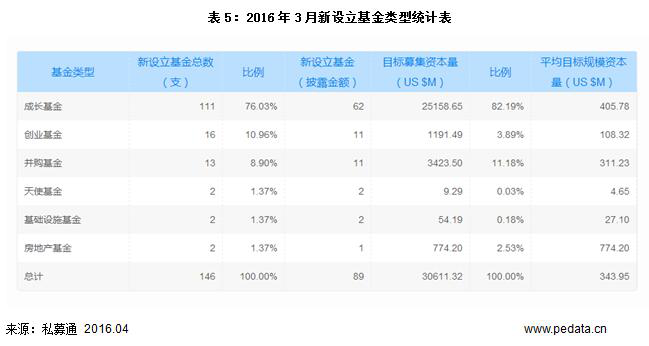 表 5：2016 年 3 月新设立基金类型统计表
基金类型 新设立基金总数（支） 比例 新设立基金（披露金额） 目标募集资本量（US $M） 比例 平均目标规模资本量（US $M）
成长基金 111 76.03% 62 25158.65 82.19% 405.78
创业基金 16 10.96% 11 1191.49 3.89% 108.32
并购基金 13 8.90% 11 3423.50 11.18% 311.23
天使基金 2 1.37% 2 9.29 0.03% 4.65
基础设施基金 2 1.37% 2 54.19 0.18% 27.10
房地产基金 2 1.37% 1 774.20 2.53% 774.20
总计 146 100.00% 89 30611.32 100.00% 343.95
来源：私募通 2016.04 www.pedata.cn